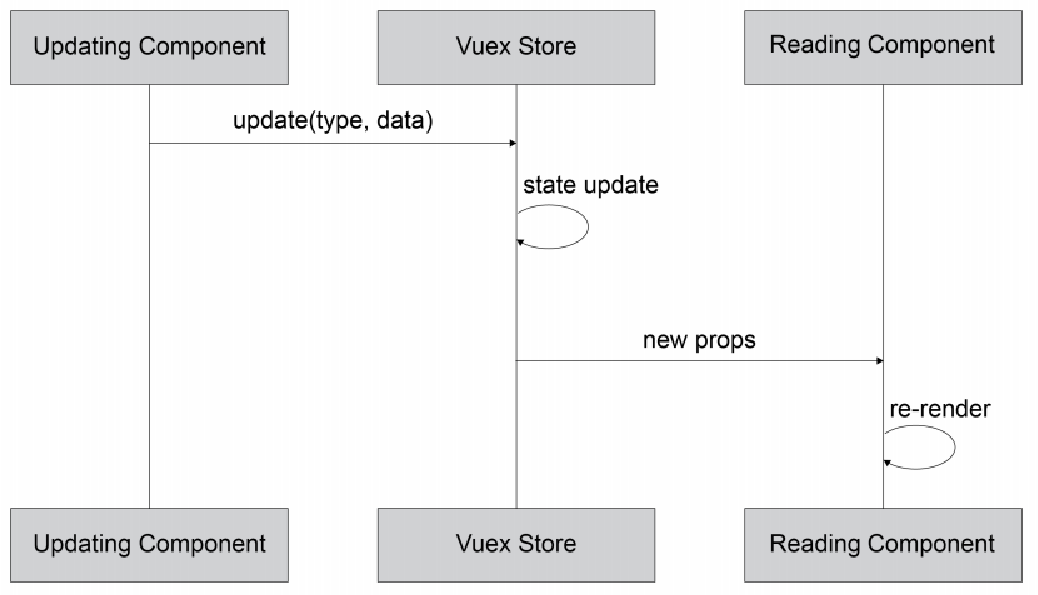 Updating Component
Vuex Store
Reading Component
update(type, data)
state update
new props
re-render
Updating Component
Vuex Store
Reading Component